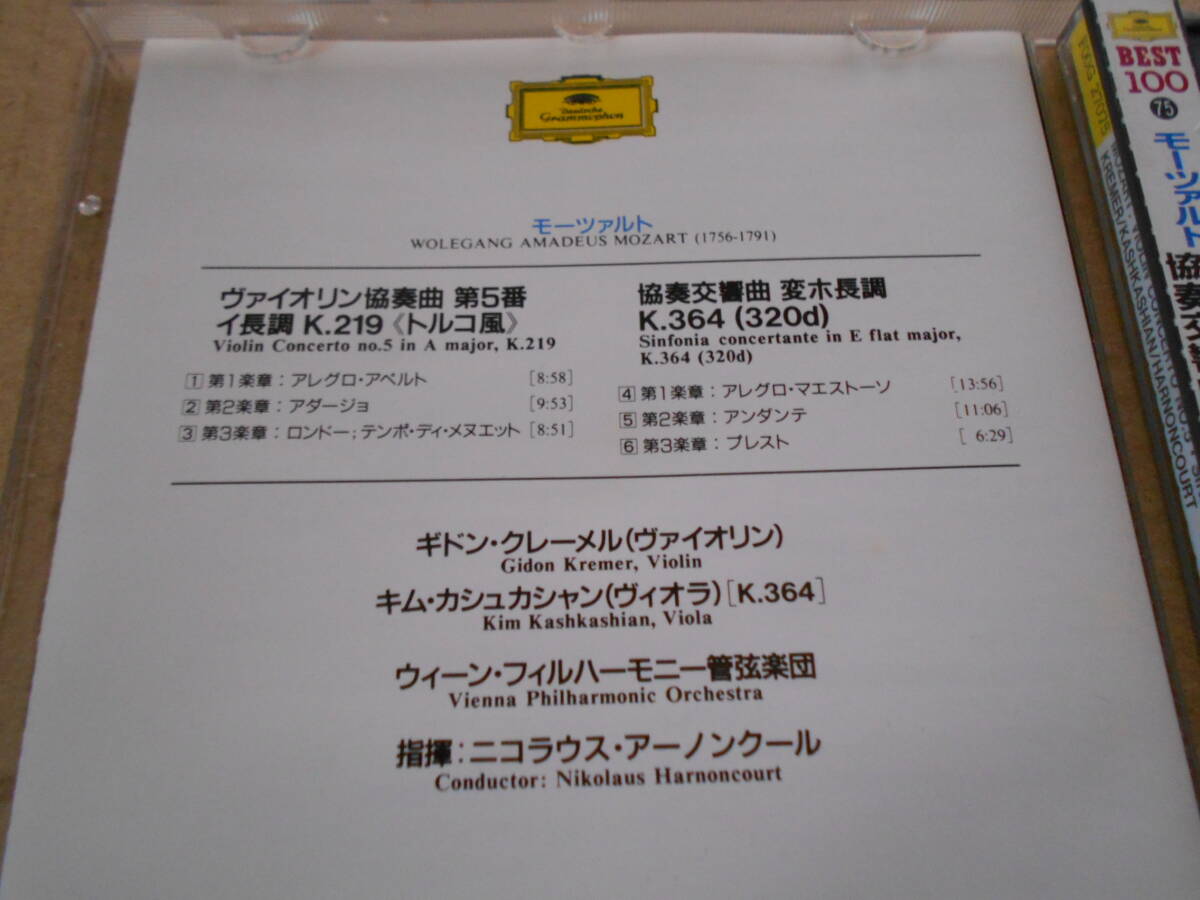 Deutsche
Grammophon
モーツァルト
WOLEGANG AMADEUS MOZART (1756-1791)
ヴァイオリン協奏曲 第5番
イ長調 K.219《トルコ風》
Violin Concerto no.5 in A major, K.219
1 第1楽章：アレグロ・アペルト [8:58]
2 第2楽章：アダージョ [9:53]
3 第3楽章：ロンドー；テンポ・ディ・メヌエット [8:51]
協奏交響曲 変ホ長調
K.364 (320d)
Sinfonia concertante in E flat major,
K.364 (320d)
4 第1楽章：アレグロ・マエストーソ [13:56]
5 第2楽章：アンダンテ [11:06]
6 第3楽章：プレスト [ 6:29]
ギドン・クレーメル(ヴァイオリン)
Gidon Kremer, Violin
キム・カシュカシャン(ヴィオラ)[K.364]
Kim Kashkashian, Viola
ウィーン・フィルハーモニー管弦楽団
Vienna Philharmonic Orchestra
指揮：ニコラウス・アーノンクール
Conductor: Nikolaus Harnoncourt
BEST
100
75
モーツァルト
協奏交響
MOZART: VIOLIN CONCERTO NO.5
KREMER/KASHKASHIAN/HARNONCOURT